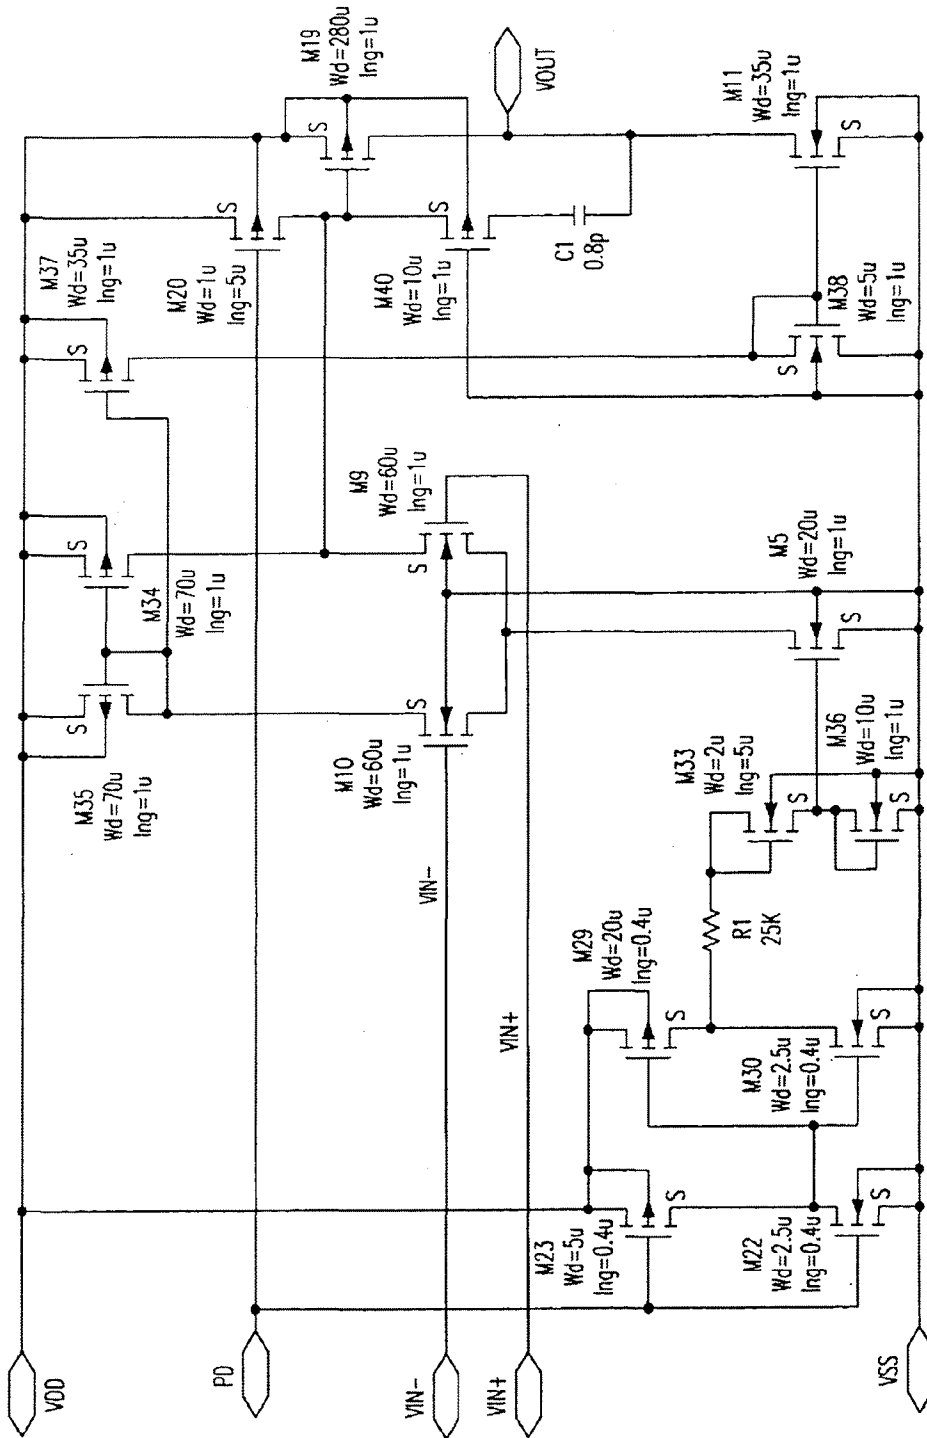 VDD
PD
VIN-
VIN+
VSS
M23
Wd=5u
lng=0.4u
S
M22
Wd=2.5u
lng=0.4u
S
M29
Wd=20u
lng=0.4u
S
M30
Wd=2.5u
lng=0.4u
S
R1
25K
M33
Wd=2u
lng=5u
S
M36
Wd=10u
lng=1u
S
VIN-
VIN+
M35
Wd=70u
lng=1u
S
M34
Wd=70u
lng=1u
S
M10
Wd=60u
lng=1u
S
M9
Wd=60u
lng=1u
S
M5
Wd=20u
lng=1u
S
M37
Wd=35u
lng=1u
S
M20
Wd=1u
lng=5u
S
M40
Wd=10u
lng=1u
S
C1
0.8p
M38
Wd=5u
lng=1u
S
M19
Wd=280u
lng=1u
S
VOUT
M11
Wd=35u
lng=1u
S